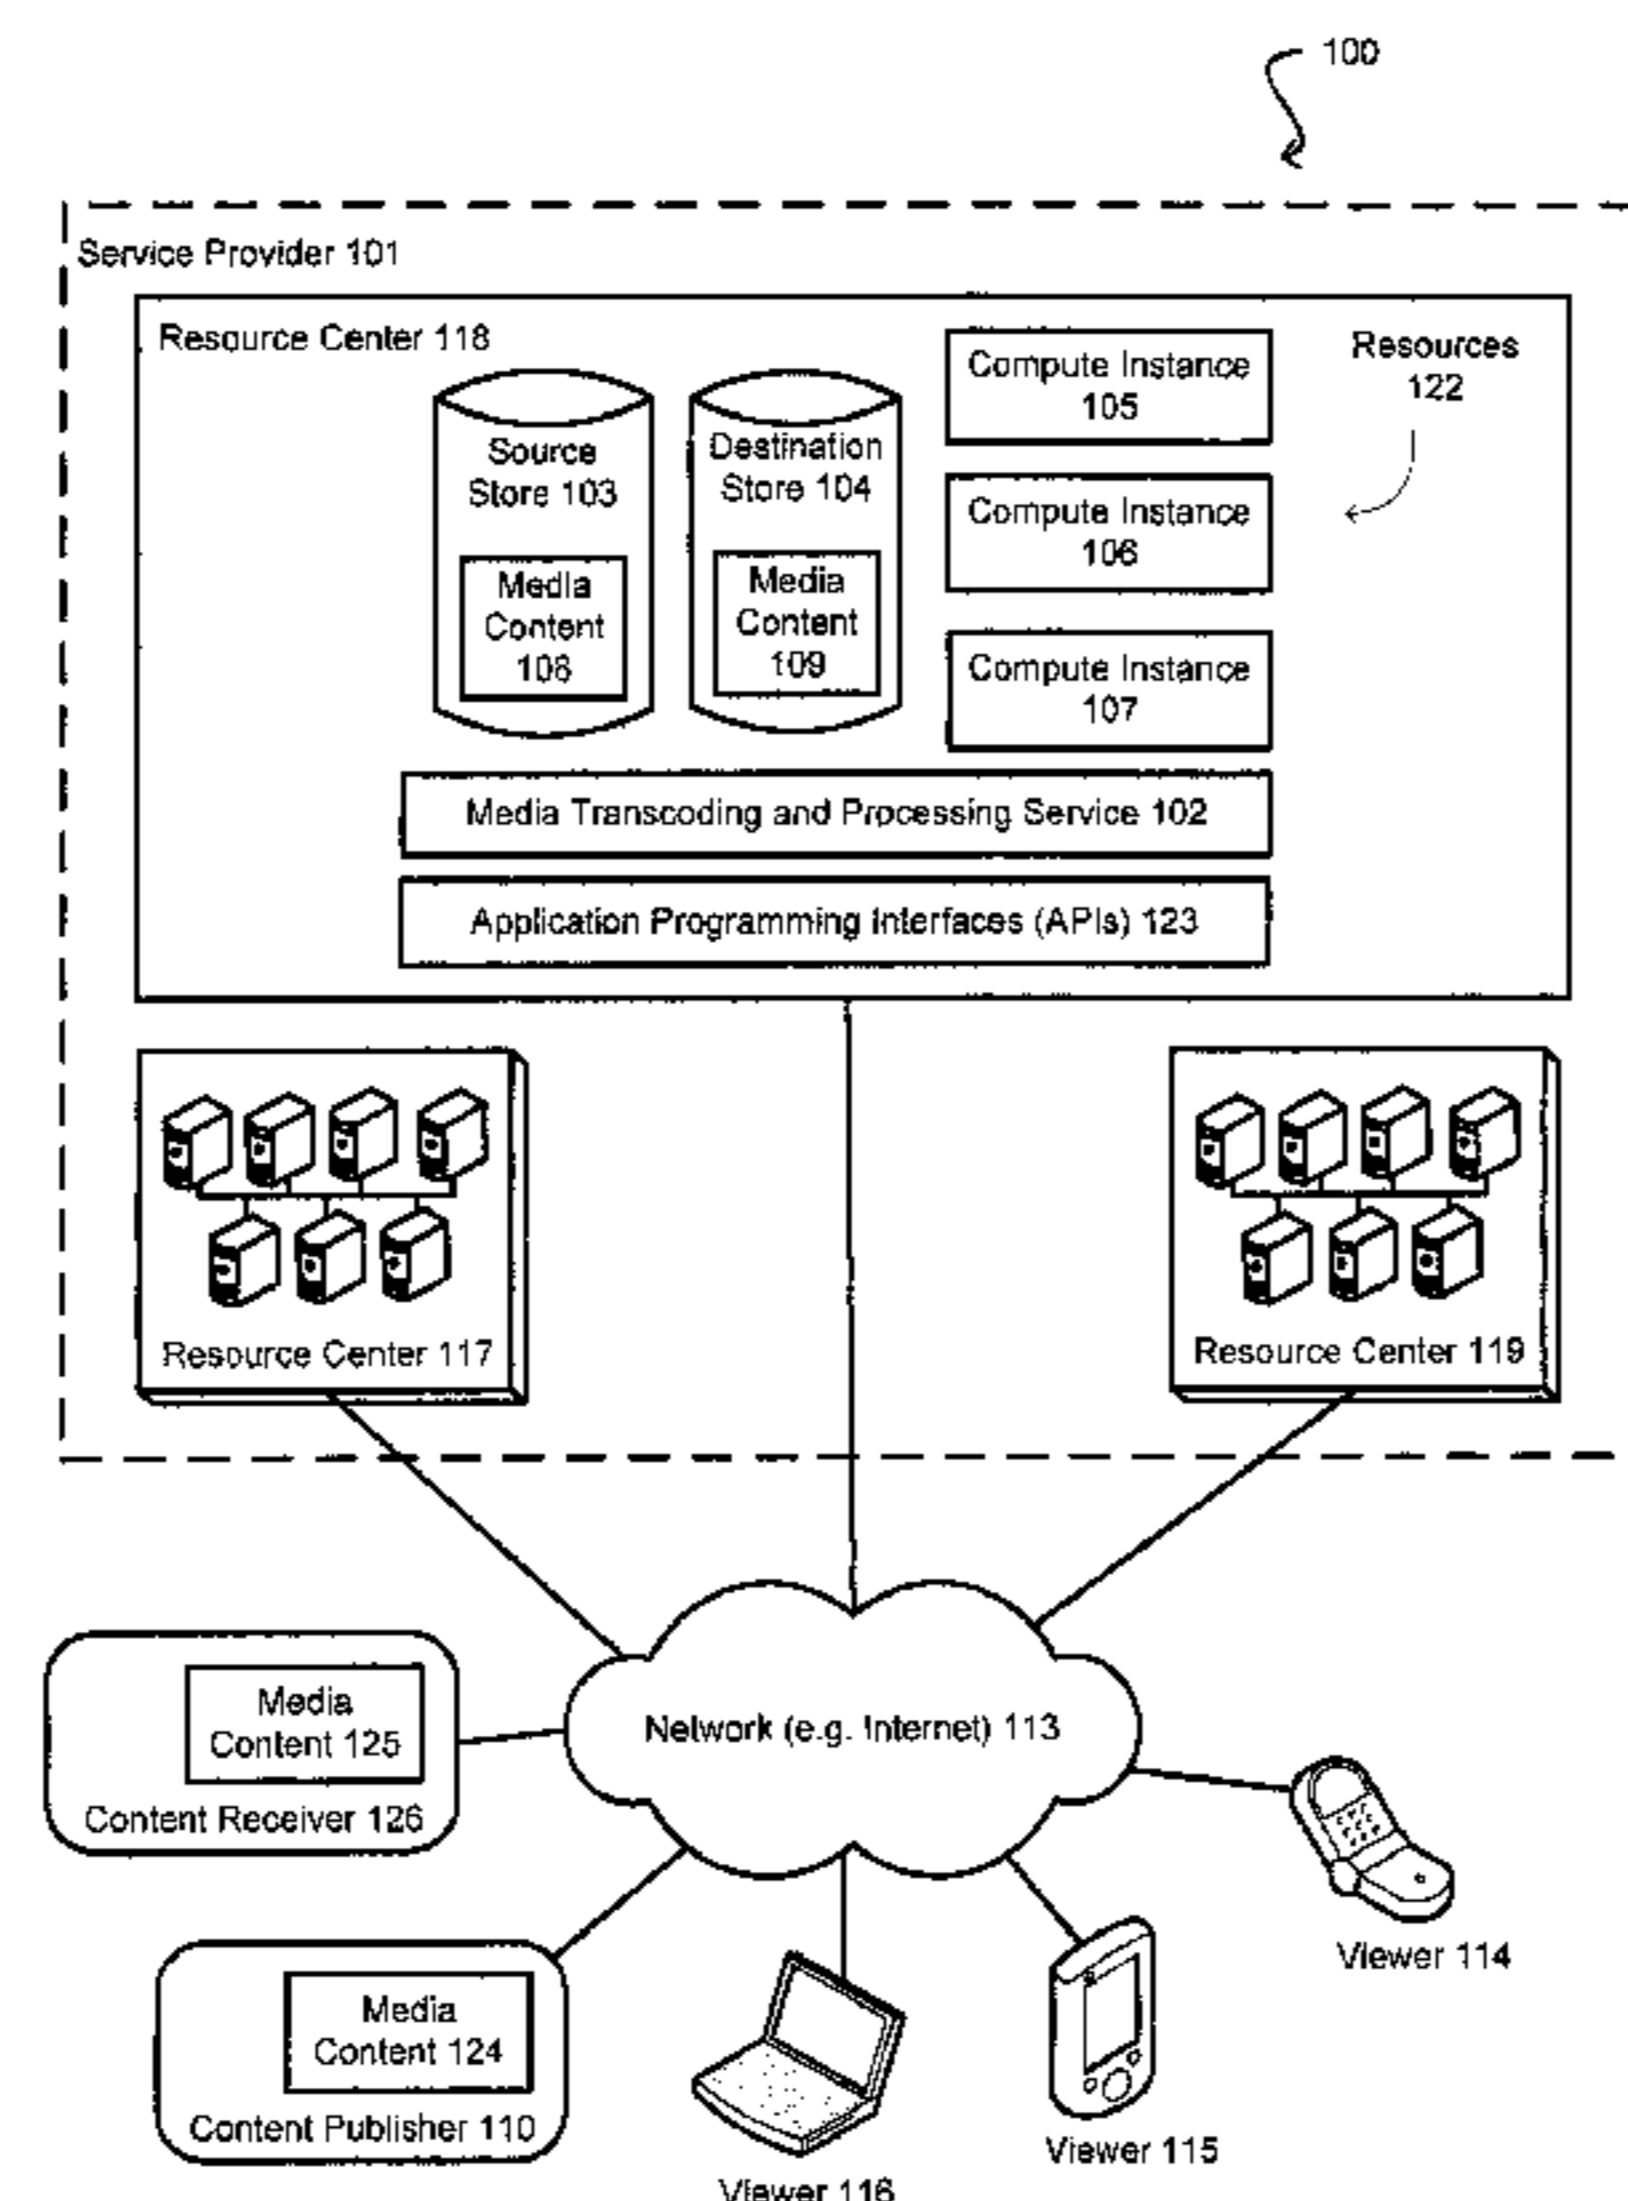 100
Service Provider 101
Resource Center 118
Resources
122
Source
Store 103
Media
Content
108
Destination
Store 104
Media
Content
109
Compute Instance
105
Compute Instance
106
Compute Instance
107
Media Transcoding and Processing Service 102
Application Programming Interfaces (APIs) 123
Resource Center 117
Resource Center 119
Network (e.g. Internet) 113
Media
Content 125
Content Receiver 126
Media
Content 124
Content Publisher 110
Viewer 114
Viewer 115
Viewer 116